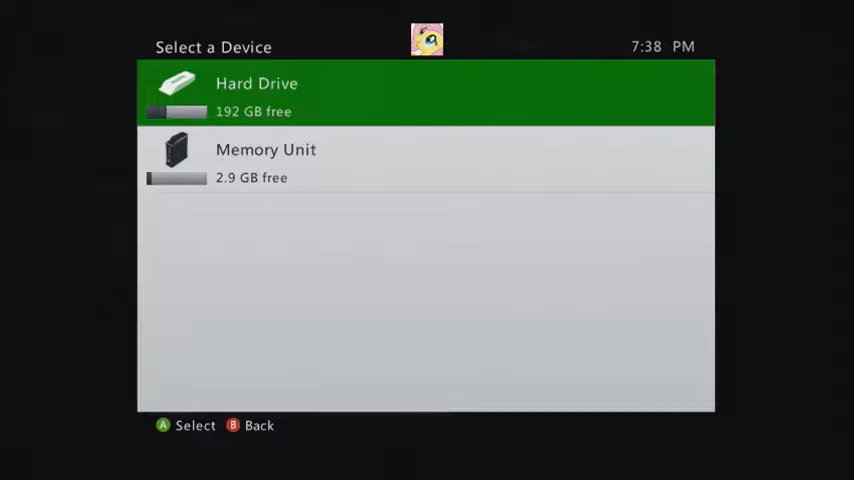 Select a Device
7:38 PM
Hard Drive
192 GB free
Memory Unit
2.9 GB free
A Select B Back